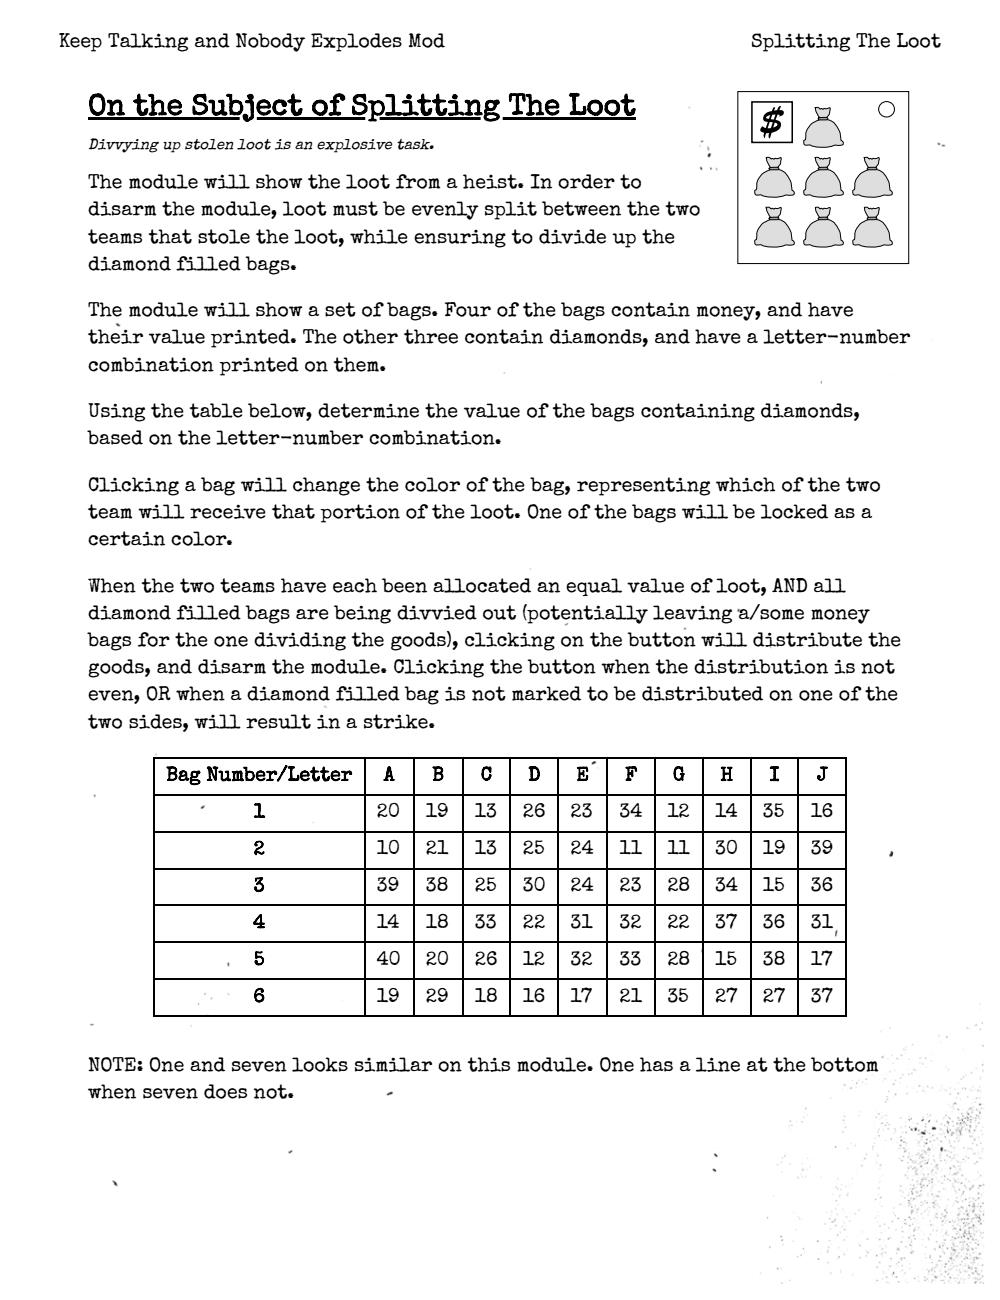 Keep Talking and Nobody Explodes Mod
Splitting The Loot
On the Subject of Splitting The Loot
$
Divvying up stolen loot is an explosive task.
The module will show the loot from a heist. In order to
disarm the module, loot must be evenly split between the two
teams that stole the loot, while ensuring to divide up the
diamond filled bags.
The module will show a set of bags. Four of the bags contain money, and have
their value printed. The other three contain diamonds, and have a letter-number
combination printed on them.
Using the table below, determine the value of the bags containing diamonds,
based on the letter-number combination.
Clicking a bag will change the color of the bag, representing which of the two
team will receive that portion of the loot. One of the bags will be locked as a
certain color.
When the two teams have each been allocated an equal value of loot, AND all
diamond filled bags are being divvied out (potentially leaving a/some money
bags for the one dividing the goods), clicking on the button will distribute the
goods, and disarm the module. Clicking the button when the distribution is not
even, OR when a diamond filled bag is not marked to be distributed on one of the
two sides, will result in a strike.
Bag Number/Letter A B C D E F G H I J
1 20 19 13 26 23 34 12 14 35 16
2 10 21 13 25 24 11 11 30 19 39
3 39 38 25 30 24 23 28 34 15 36
4 14 18 33 22 31 32 22 37 36 31
5 40 20 26 12 32 33 28 15 38 17
6 19 29 18 16 17 21 35 27 27 37
NOTE: One and seven looks similar on this module. One has a line at the bottom
when seven does not.